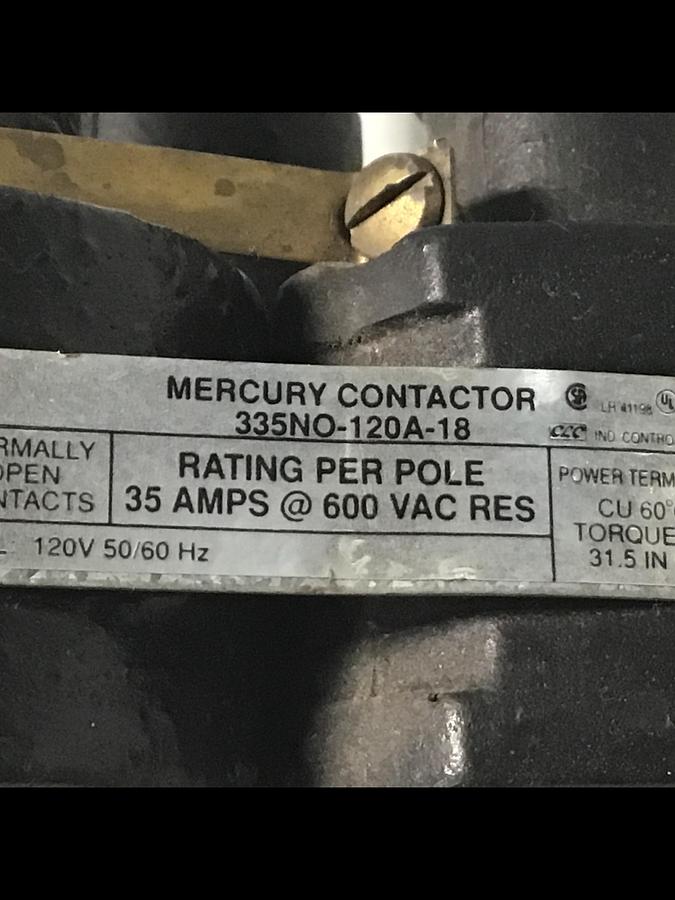 MERCURY CONTACTOR
335NO-120A-18
LR 41198
IND CONTRO
RMALLY
OPEN
NTACTS
RATING PER POLE
35 AMPS @ 600 VAC RES
POWER TERM
CU 60°
TORQUE
31.5 IN
120V 50/60 Hz